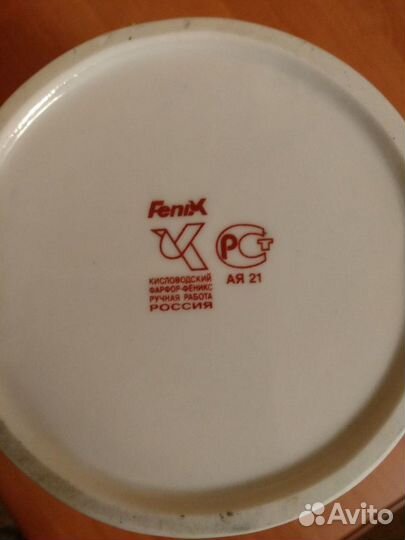 FeniX
РСТ
КИСЛОВОДСКИЙ
ФАРФОР-ФЕНИКС
РУЧНАЯ РАБОТА
РОССИЯ
АЯ 21
Avito